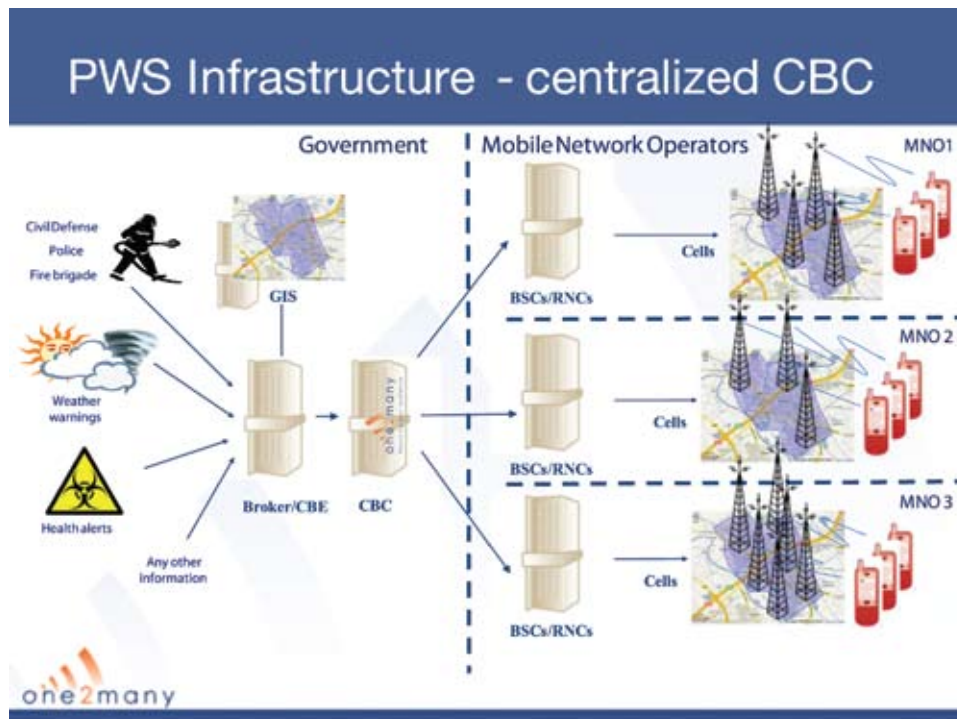 PWS Infrastructure - centralized CBC
Government
Mobile Network Operators
MNO1
Civil Defense
Police
Fire brigade
GIS
BSCs/RNCs
Cells
Weather
warnings
Broker/CBE
one2many
CBC
MNO 2
BSCs/RNCs
Cells
Health alerts
Any other
information
MNO 3
BSCs/RNCs
Cells
one2many